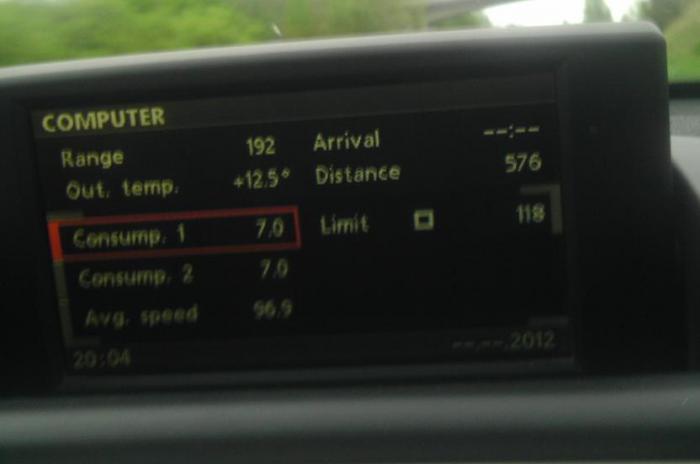 COMPUTER
Range 192 Arrival --:--
Out. temp. +12.5° Distance 576
Consump. 1 7.0 Limit 118
Consump. 2 7.0
Avg. speed 96.9
20:04 --.--.2012